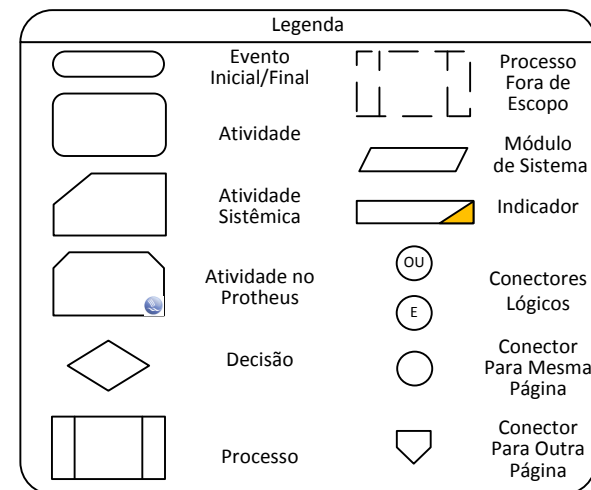 Legenda
Evento
Inicial/Final
Atividade
Atividade
Sistêmica
Atividade no
Protheus
Decisão
Processo
Processo
Fora de
Escopo
Módulo
de Sistema
Indicador
OU
E
Conectores
Lógicos
Conector
Para Mesma
Página
Conector
Para Outra
Página